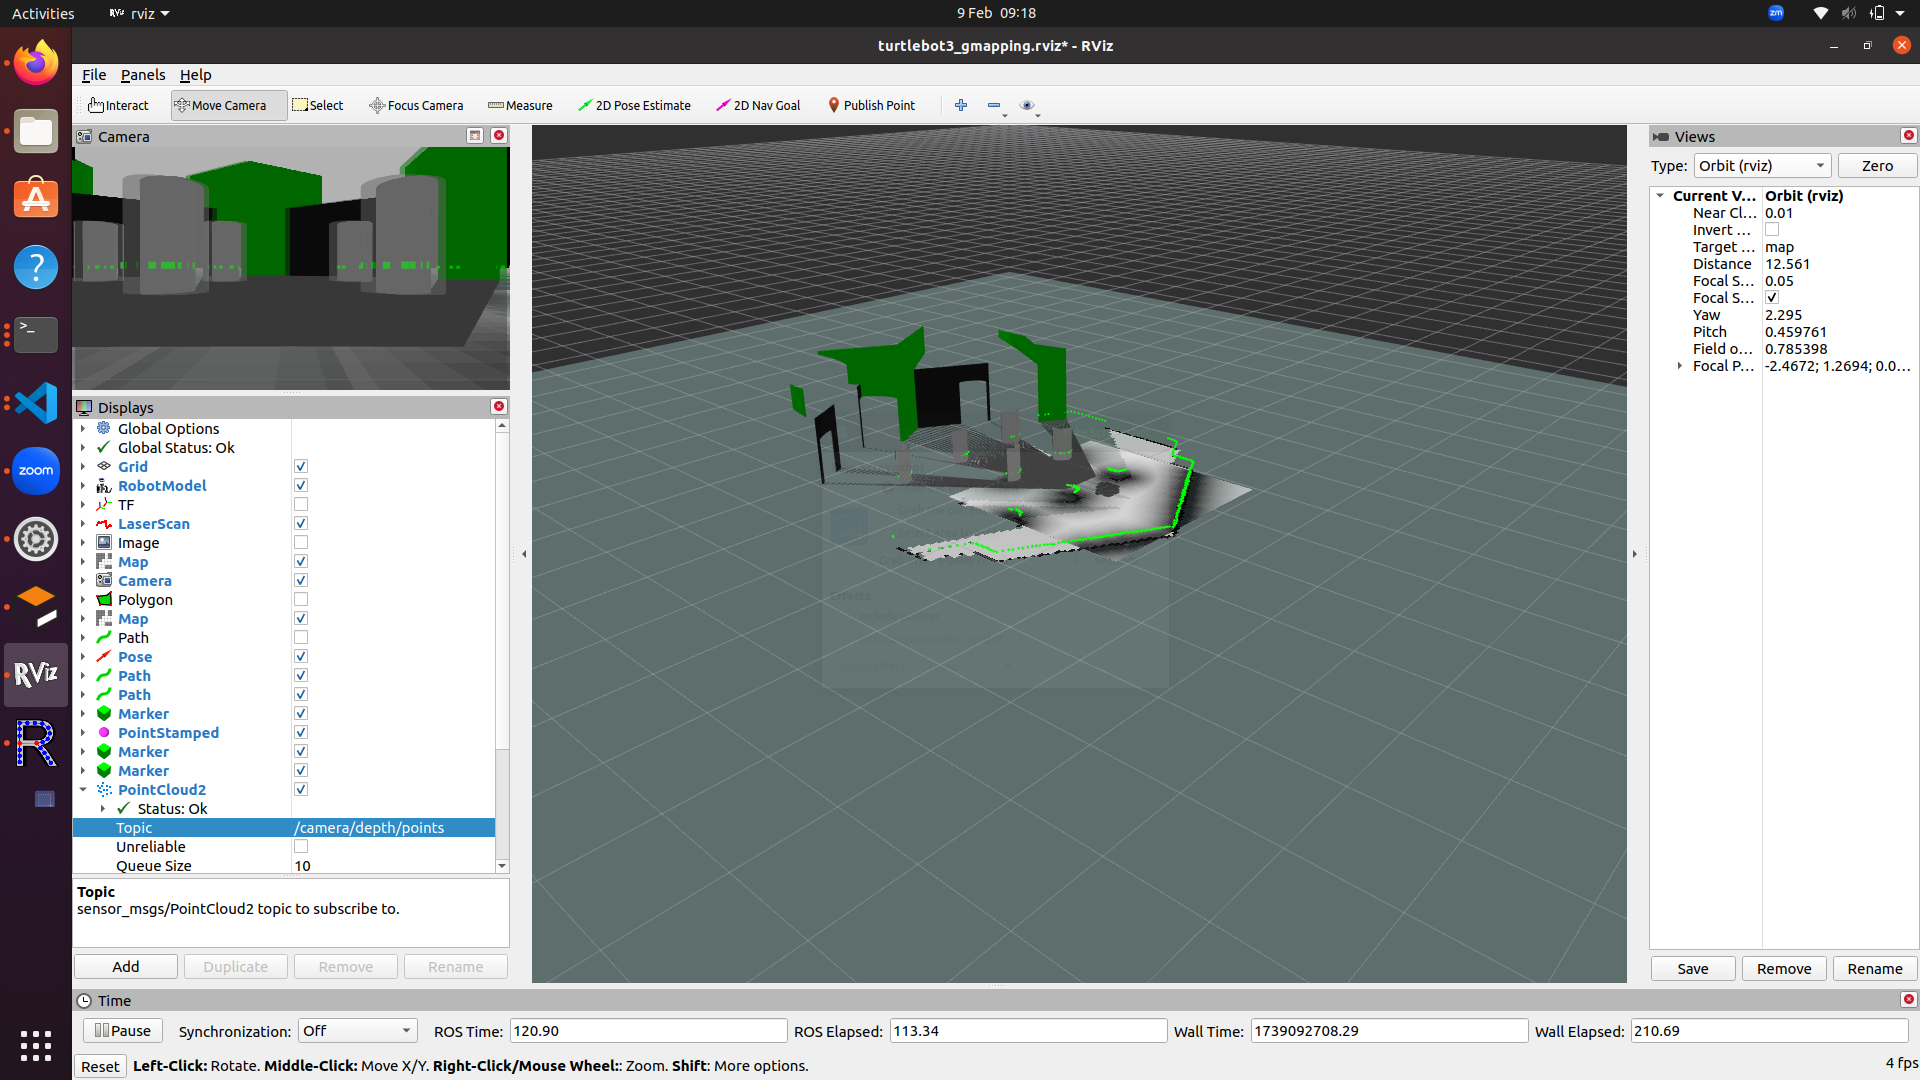 Activities
rviz
9 Feb 09:18
zm
turtlebot3_gmapping.rviz* - RViz
File Panels Help
Interact
Move Camera
Select
Focus Camera
Measure
2D Pose Estimate
2D Nav Goal
Publish Point
Camera
Views
Type: Orbit (rviz)
Zero
Current V... Orbit (rviz)
Near Cl... 0.01
Invert ...
Target ... map
Distance 12.561
Focal S... 0.05
Focal S...
Yaw 2.295
Pitch 0.459761
Field o... 0.785398
Focal P... -2.4672; 1.2694; 0.0...
Displays
Global Options
Global Status: Ok
Grid
RobotModel
TF
LaserScan
Image
Map
Camera
Polygon
Map
Path
Pose
Path
Path
Marker
PointStamped
Marker
Marker
PointCloud2
Status: Ok
Topic /camera/depth/points
Unreliable
Queue Size 10
Topic
sensor_msgs/PointCloud2 topic to subscribe to.
Add Duplicate Remove Rename
Save Remove Rename
zoom
RViz
R
Effects
Time
Pause Synchronization: Off ROS Time: 120.90 ROS Elapsed: 113.34 Wall Time: 1739092708.29 Wall Elapsed: 210.69
Reset Left-Click: Rotate. Middle-Click: Move X/Y. Right-Click/Mouse Wheel:: Zoom. Shift: More options.
4 fps